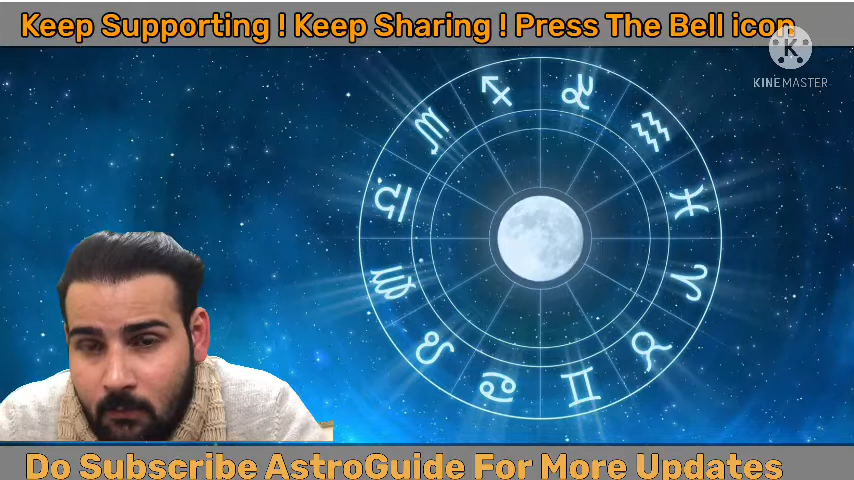 Keep Supporting ! Keep Sharing ! Press The Bell icon
K
KINEMASTER
Do Subscribe AstroGuide For More Updates